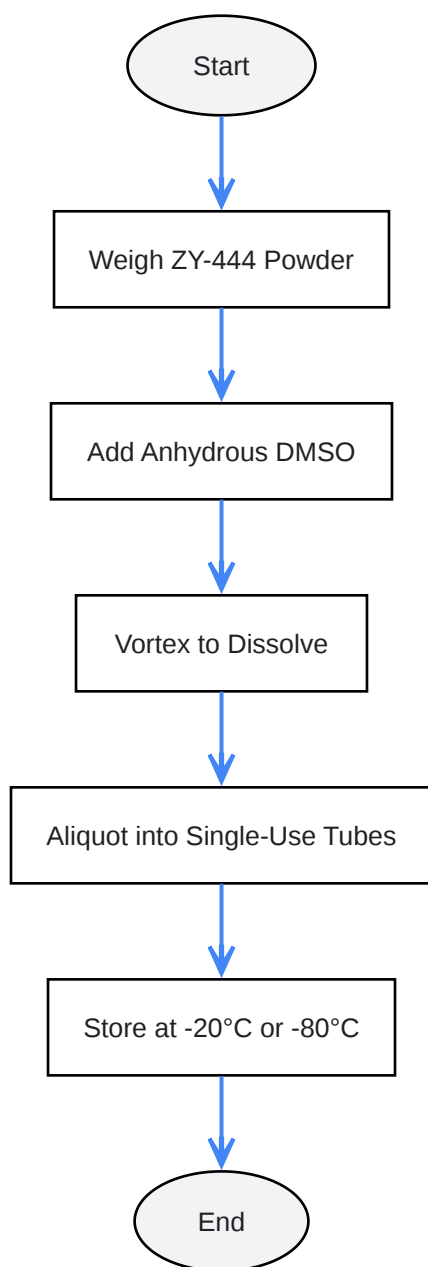 Start
Weigh ZY-444 Powder
Add Anhydrous DMSO
Vortex to Dissolve
Aliquot into Single-Use Tubes
Store at -20°C or -80°C
End